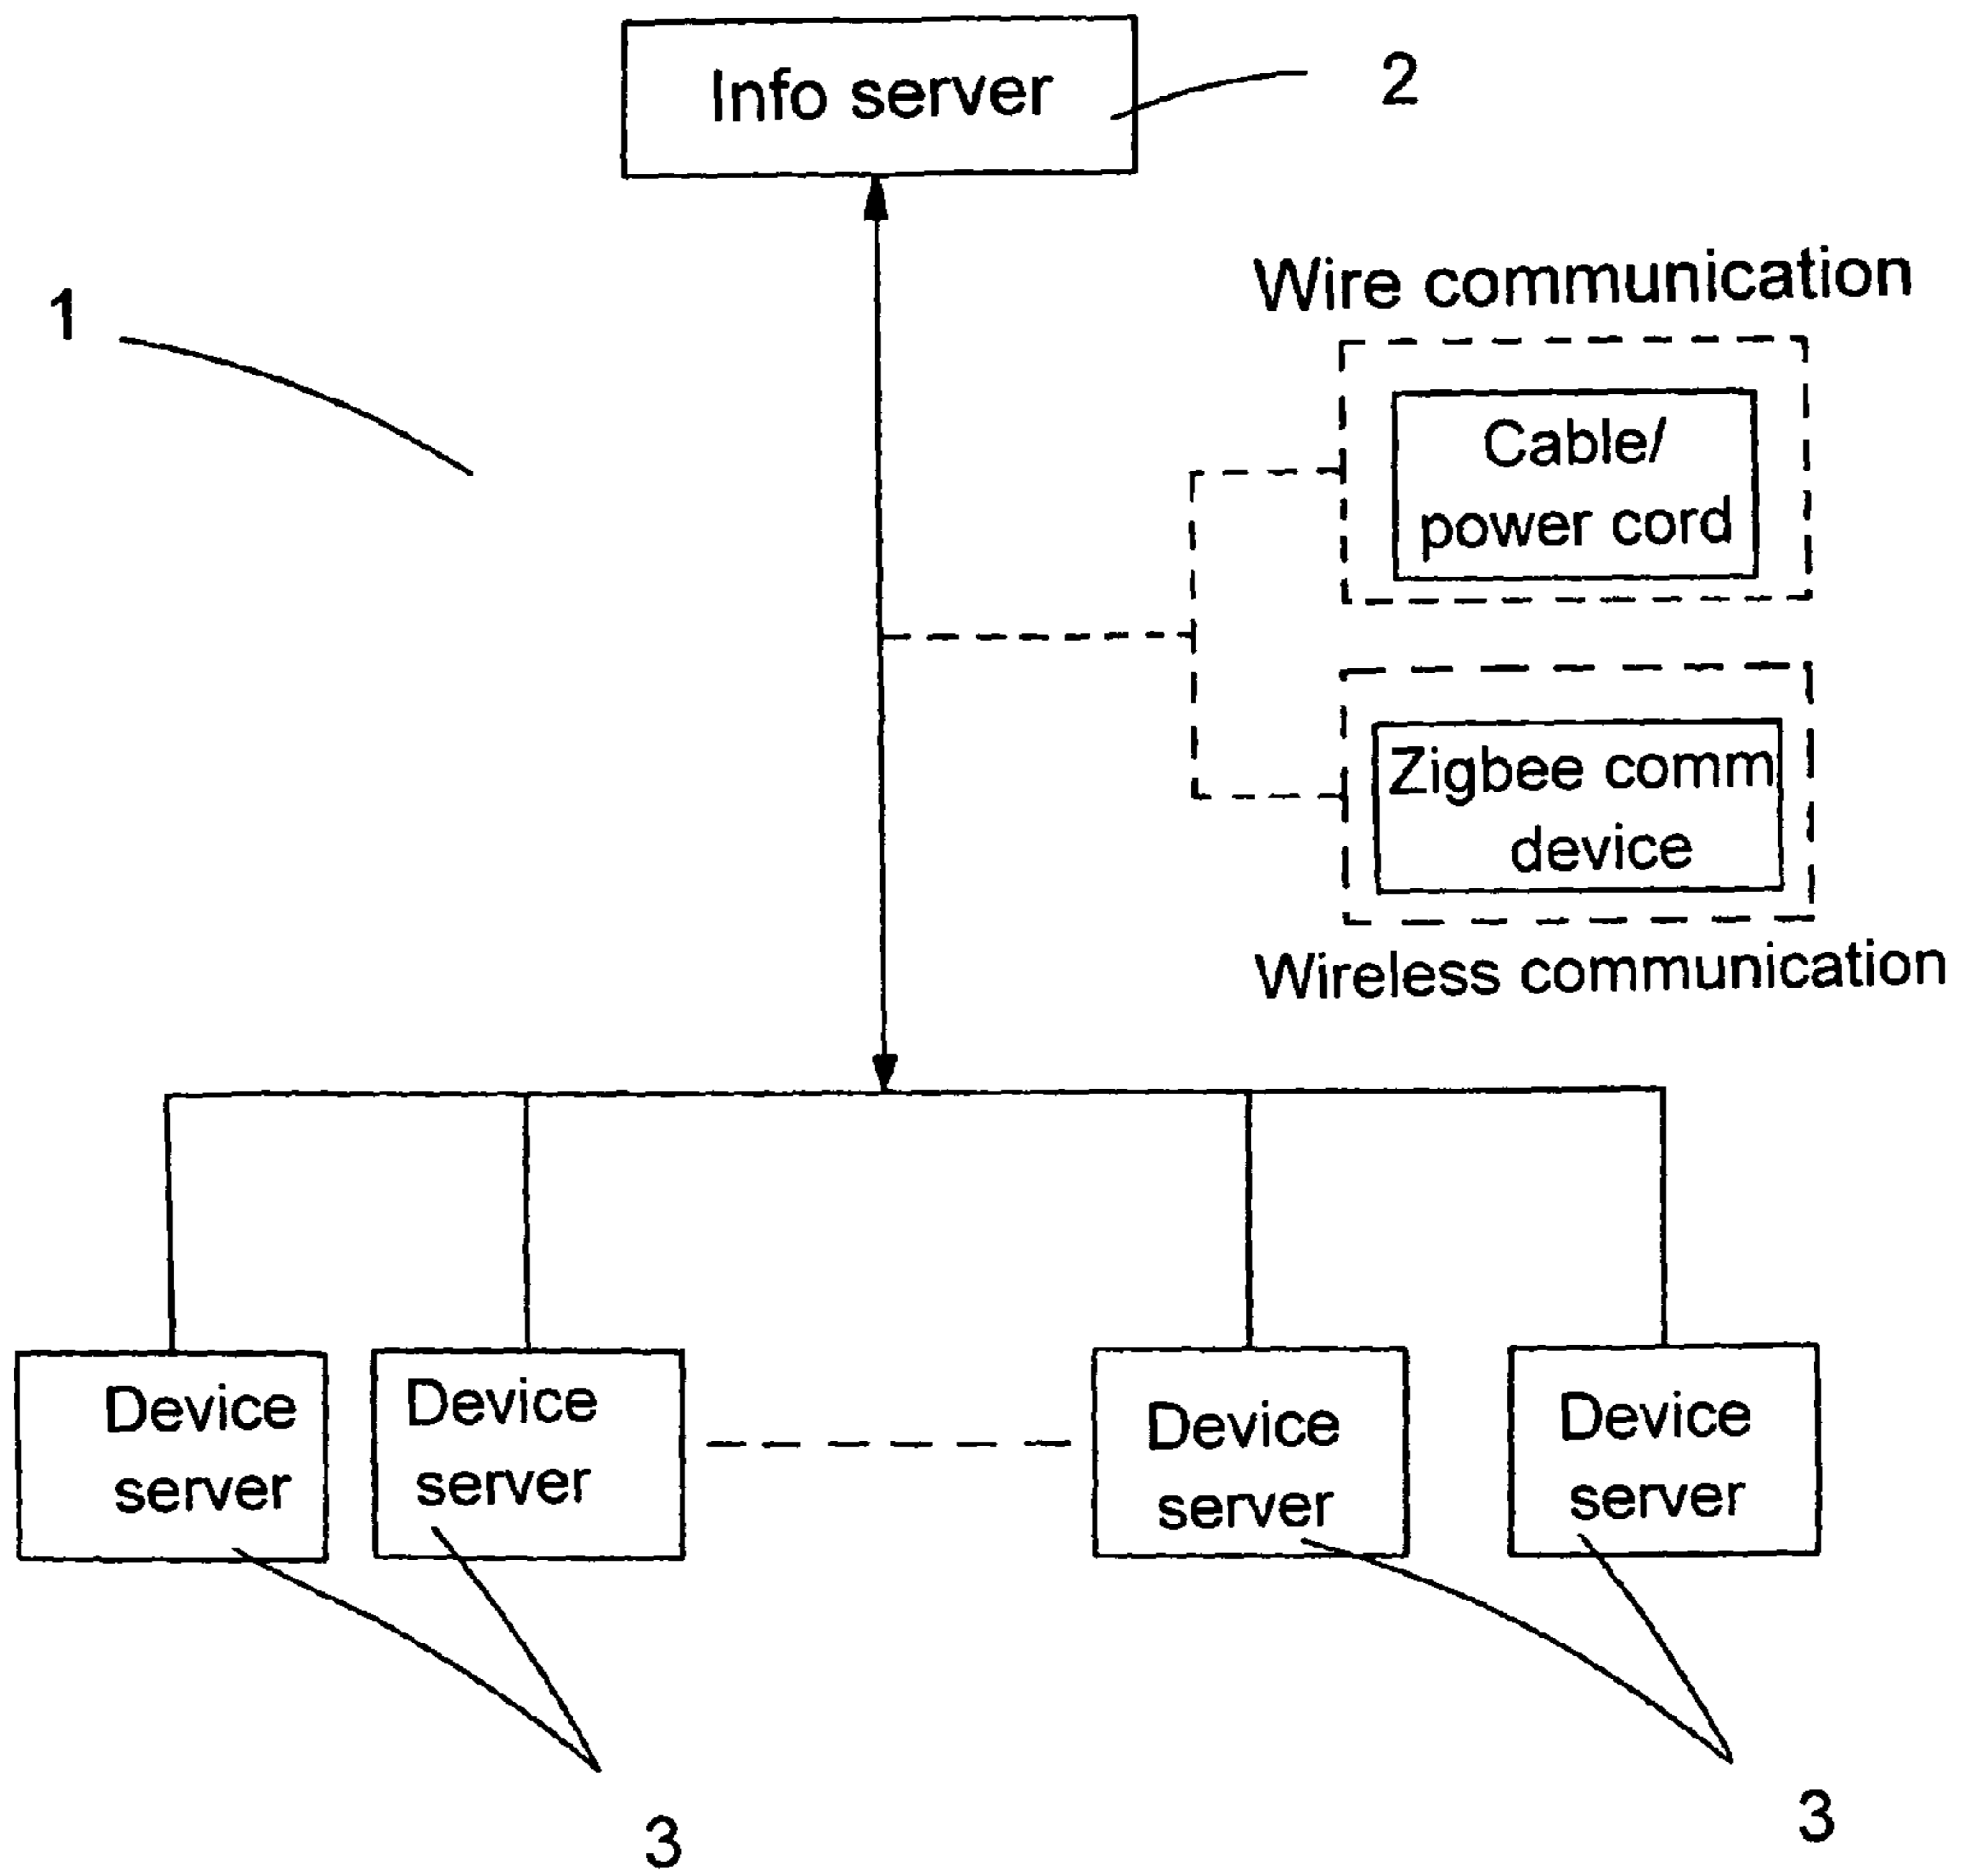 Info server
2
Wire communication
1
Cable/
power cord
Zigbee comm
device
Wireless communication
Device
server
Device
server
Device
server
Device
server
3
3